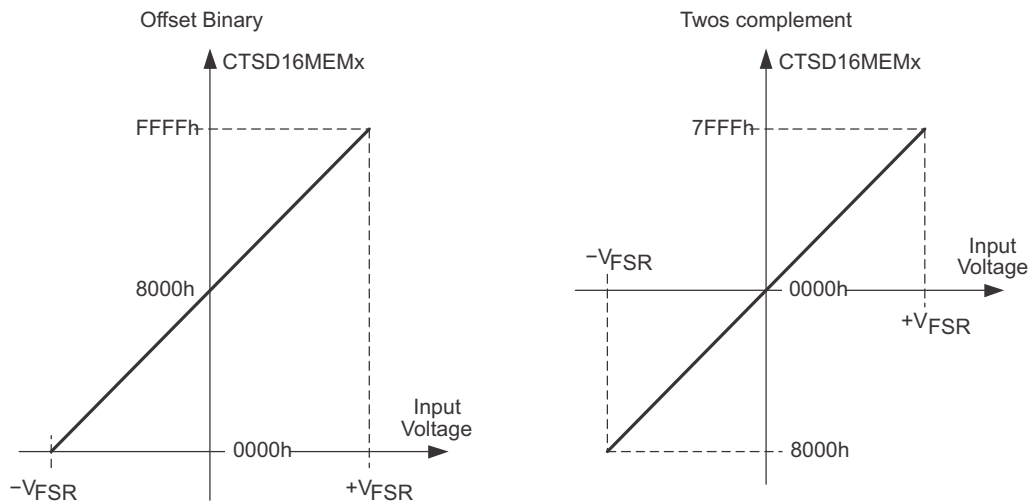 Offset Binary
CTSD16MEMx
FFFFh
8000h
Input
Voltage
0000h
−VFSR
+VFSR
Twos complement
CTSD16MEMx
7FFFh
−VFSR
Input
Voltage
0000h
+VFSR
8000h